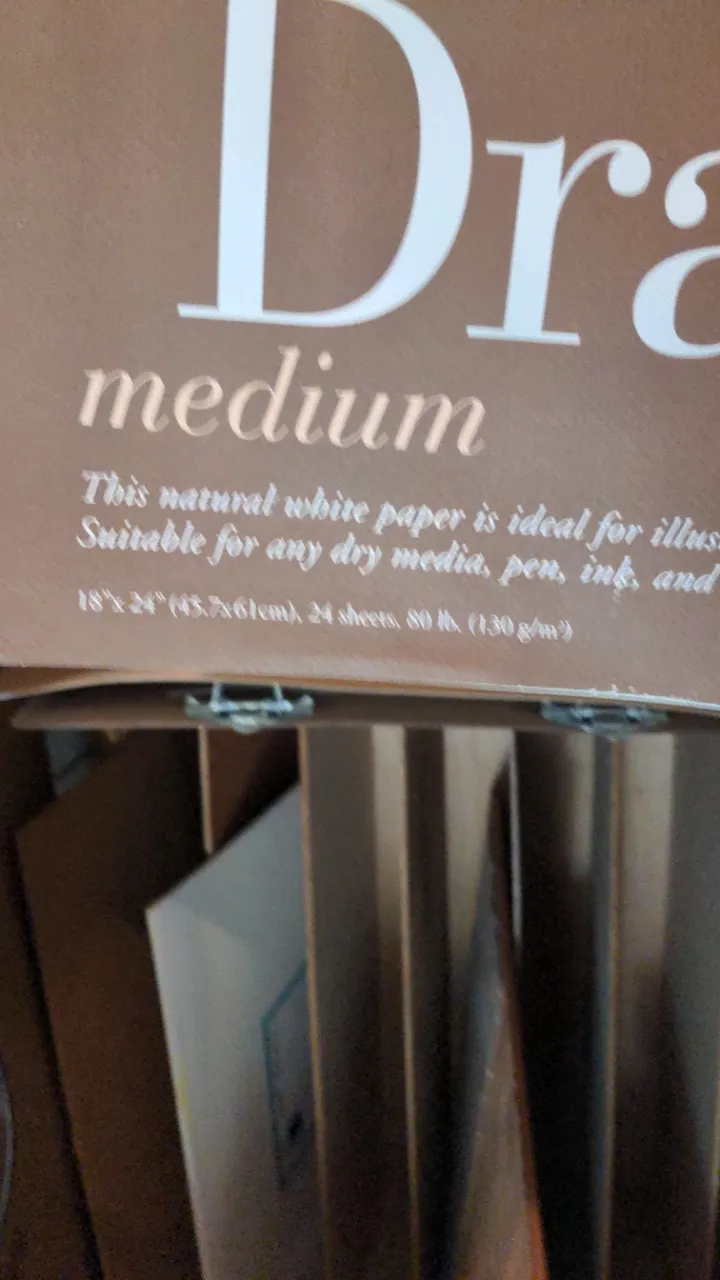 Dra
medium
This natural white paper is ideal for illus
Suitable for any dry media, pen, ink, and
18"x 24" (45.7x61cm), 24 sheets. 80 lb. (130 g/m²)